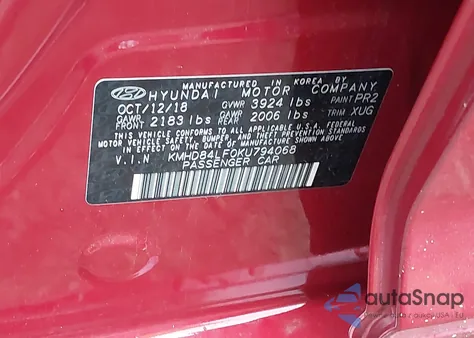 MANUFACTURED IN KOREA BY
HYUNDAI MOTOR COMPANY
OCT/12/18 GVWR 3924 lbs PAINT PR2
GAWR FRONT 2183 lbs GAWR REAR 2006 lbs TRIM XUG
THIS VEHICLE CONFORMS TO ALL APPLICABLE FEDERAL MOTOR
VEHICLE SAFETY, BUMPER, AND THEFT PREVENTION STANDARDS
IN EFFECT ON THE DATE OF MANUFACTURE SHOWN ABOVE.
V.I.N KMHD84LF0KU794068
PASSENGER CAR
autoSnap